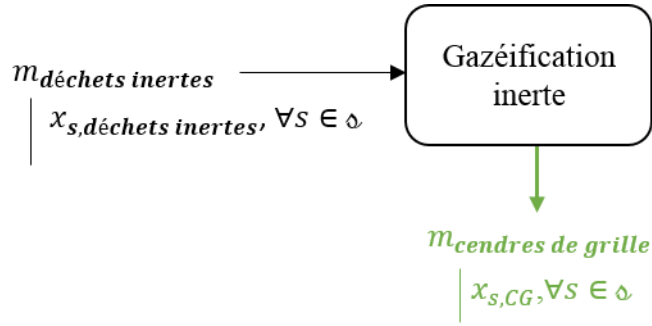 Gazéification
inerte
m_déchets inertes
x_s,déchets inertes, ∀s ∈ 𝓈
m_cendres de grille
x_s,CG, ∀s ∈ 𝓈